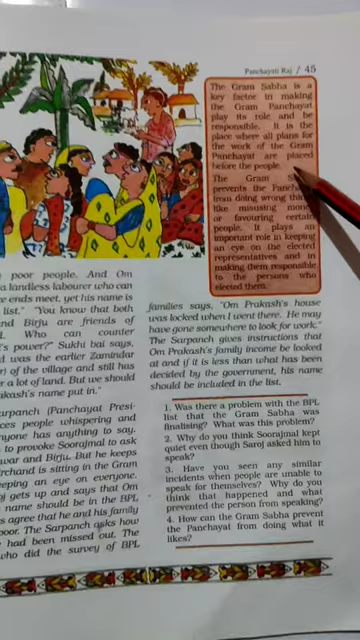 Panchayati Raj / 45
The Gram Sabha is a
key factor in making
the Gram Panchayat
play its role and be
responsible. It is the
place where all plans for
the work of the Gram
Panchayat are placed
before the people.
The Gram
prevents the
from doing wrong
like misusing money
or favouring certain
people. It plays an
important role in keeping
an eye on the elected
representatives and in
making them responsible
to the persons who
elected them.
poor people. And Om
a landless labourer who can
e ends meet, yet his name is
list." "You know that both
nd Birju are friends of
Who can counter
's power?" Sukhi bai says,
d was the earlier Zamindar
) of the village and still has
r a lot of land. But we should
akash's name put in."
arpanch (Panchayat Presi-
ces people whispering and
nyone has anything to say.
to provoke Soorajmal to ask
war and Birju. But he keeps
rchand is sitting in the Gram
eping an eye on everyone.
j gets up and says that Om
name should be in the BPL
s agree that he and his family
oor. The Sarpanch asks how
had been missed out. The
who did the survey of BPL
families says, "Om Prakash's house
was locked when I went there. He may
have gone somewhere to look for work."
The Sarpanch gives instructions that
Om Prakash's family income be looked
at and if it is less than what has been
decided by the government, his name
should be included in the list.
1. Was there a problem with the BPL
list that the Gram Sabha was
finalising? What was this problem?
2. Why do you think Soorajmal kept
quiet even though Saroj asked him to
speak?
3. Have you seen any similar
incidents when people are unable to
speak for themselves? Why do you
think that happened and what
prevented the person from speaking?
4. How can the Gram Sabha prevent
the Panchayat from doing what it
likes?